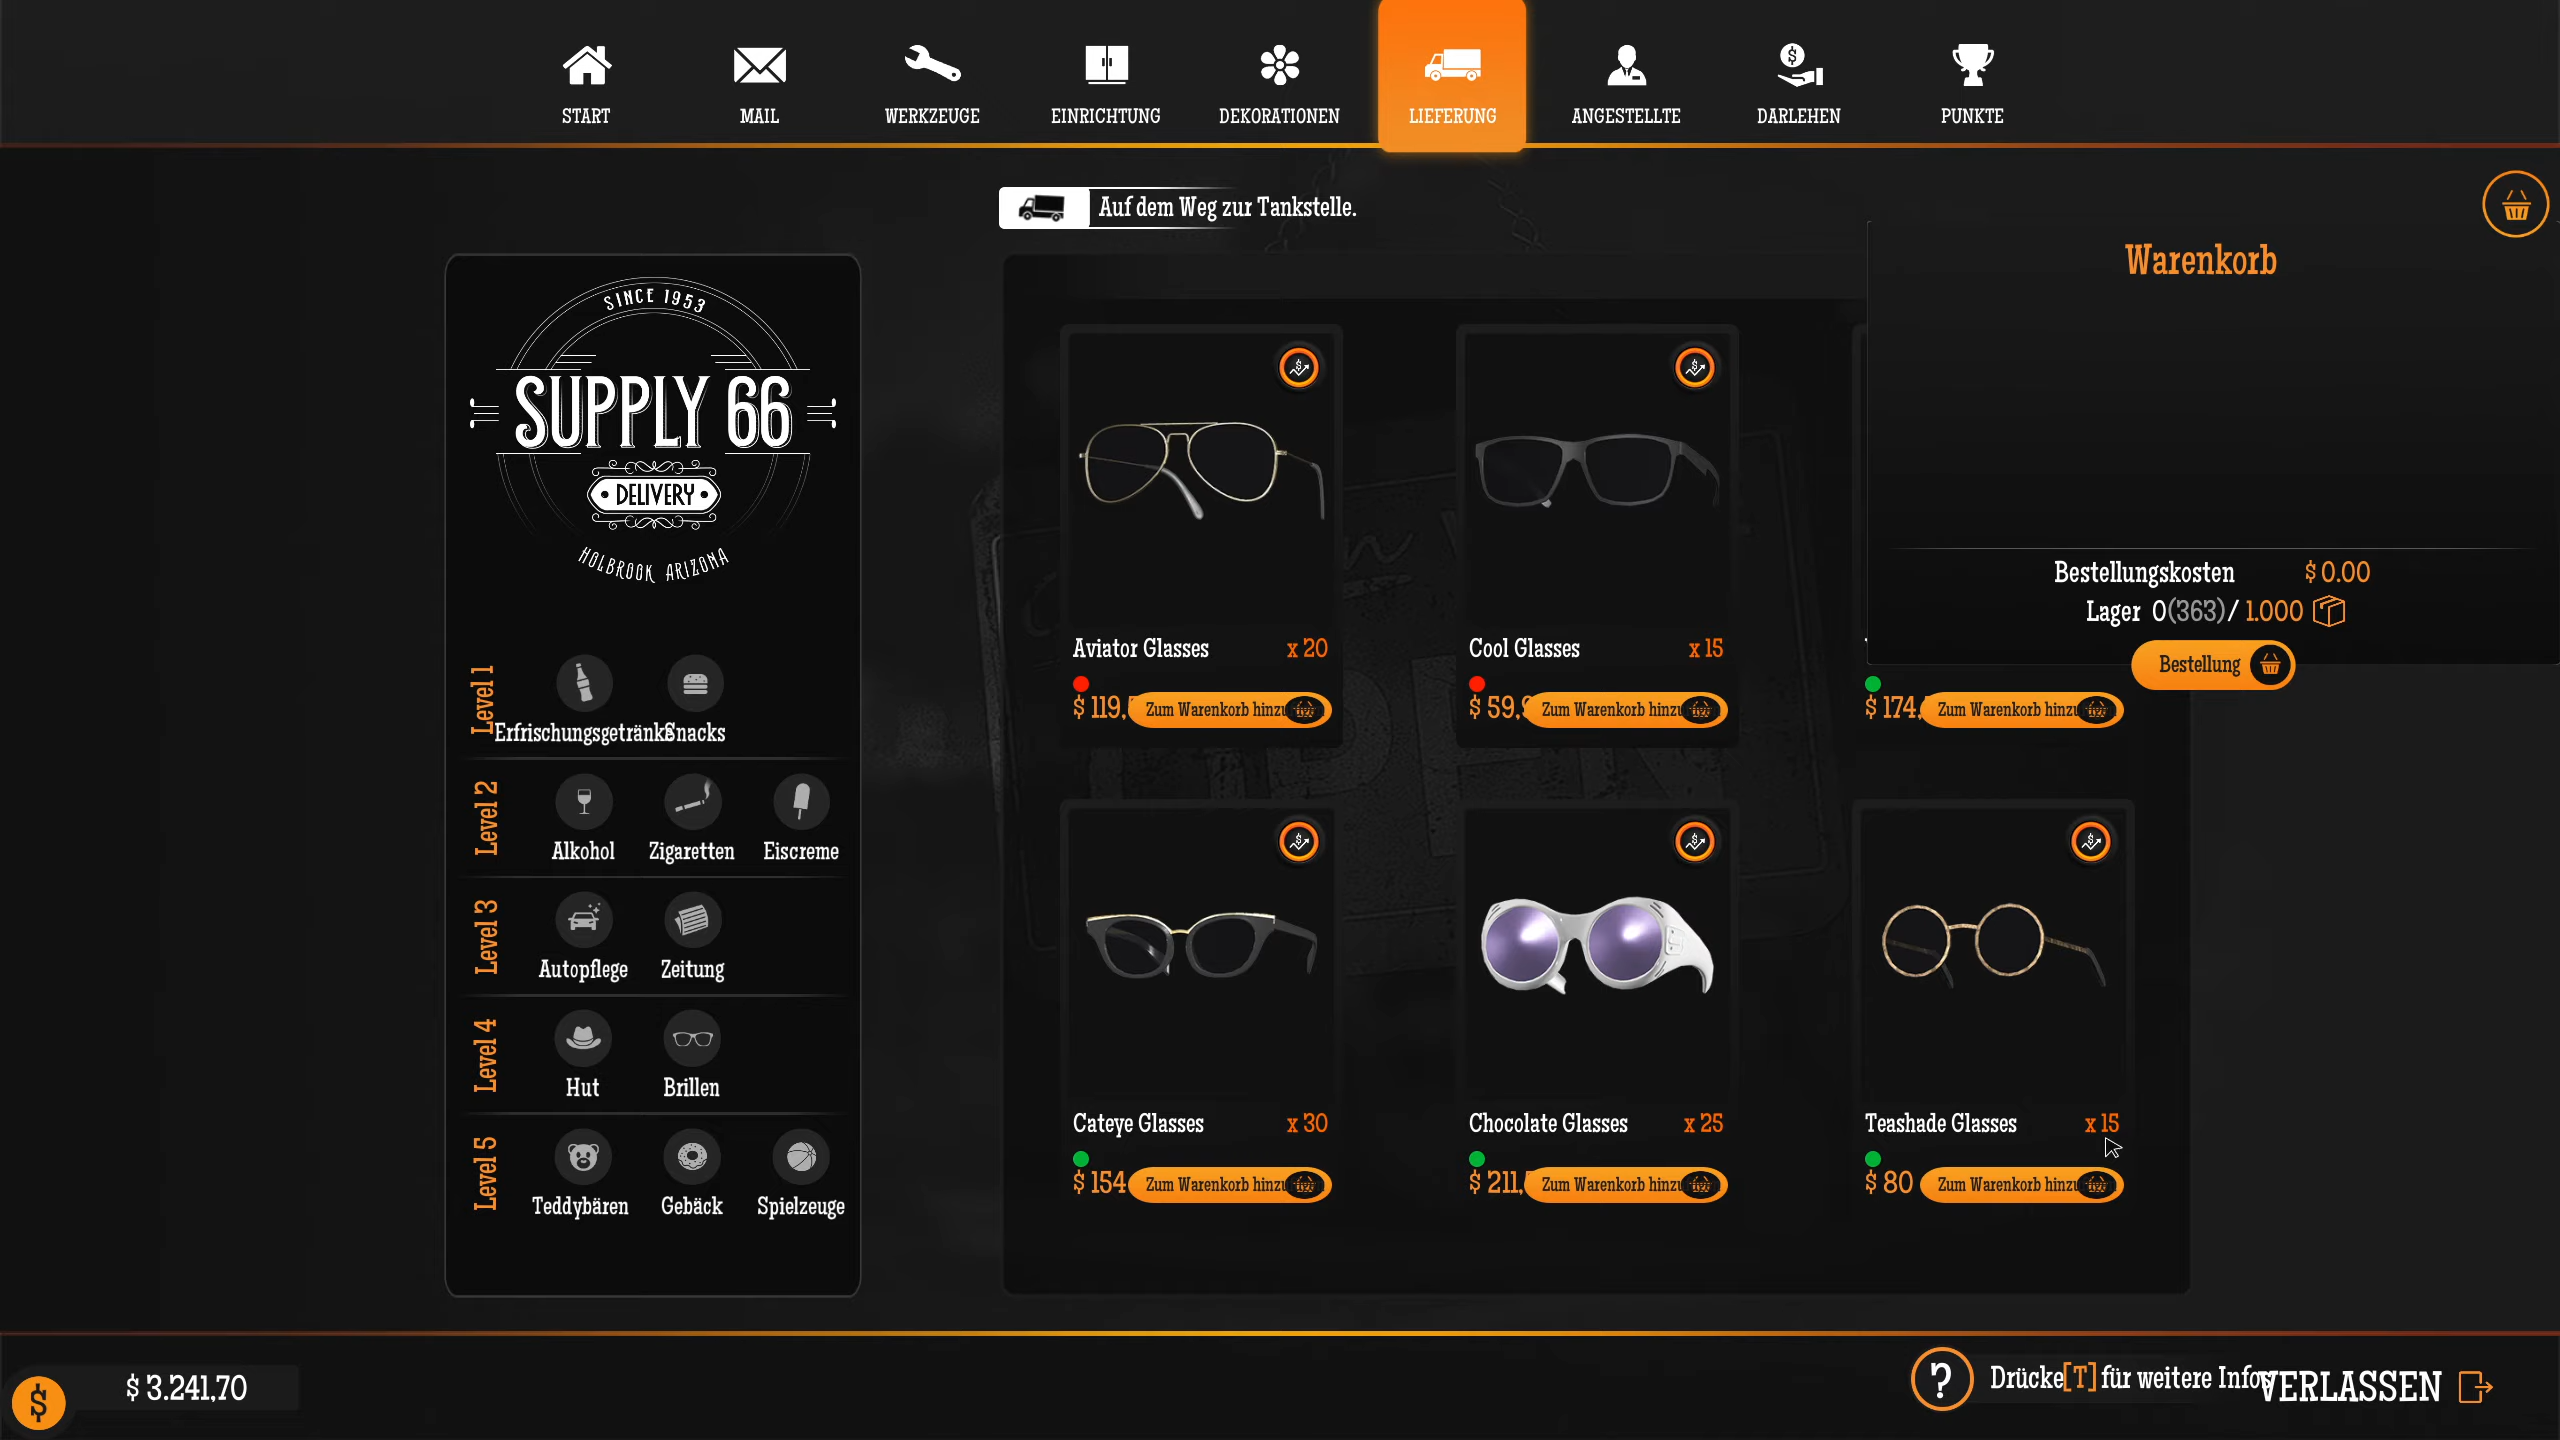 START
MAIL
WERKZEUGE
EINRICHTUNG
DEKORATIONEN
LIEFERUNG
ANGESTELLTE
DARLEHEN
PUNKTE
Auf dem Weg zur Tankstelle.
Warenkorb
Bestellungskosten $ 0.00
Lager 0(363)/ 1.000
Bestellung
SINCE 1953
SUPPLY 66
DELIVERY
HOLBROOK ARIZONA
Level 1
Erfrischungsgetränke
Snacks
Level 2
Alkohol
Zigaretten
Eiscreme
Level 3
Autopflege
Zeitung
Level 4
Hut
Brillen
Level 5
Teddybären
Gebäck
Spielzeuge
Aviator Glasses x 20
$ 119, Zum Warenkorb hinzu
Cool Glasses x 15
$ 59,9 Zum Warenkorb hinzu
$ 174, Zum Warenkorb hinzu
Cateye Glasses x 30
$ 154 Zum Warenkorb hinzu
Chocolate Glasses x 25
$ 211, Zum Warenkorb hinzu
Teashade Glasses x 15
$ 80 Zum Warenkorb hinzu
$ 3.241,70
? Drücke [T] für weitere Infos
VERLASSEN